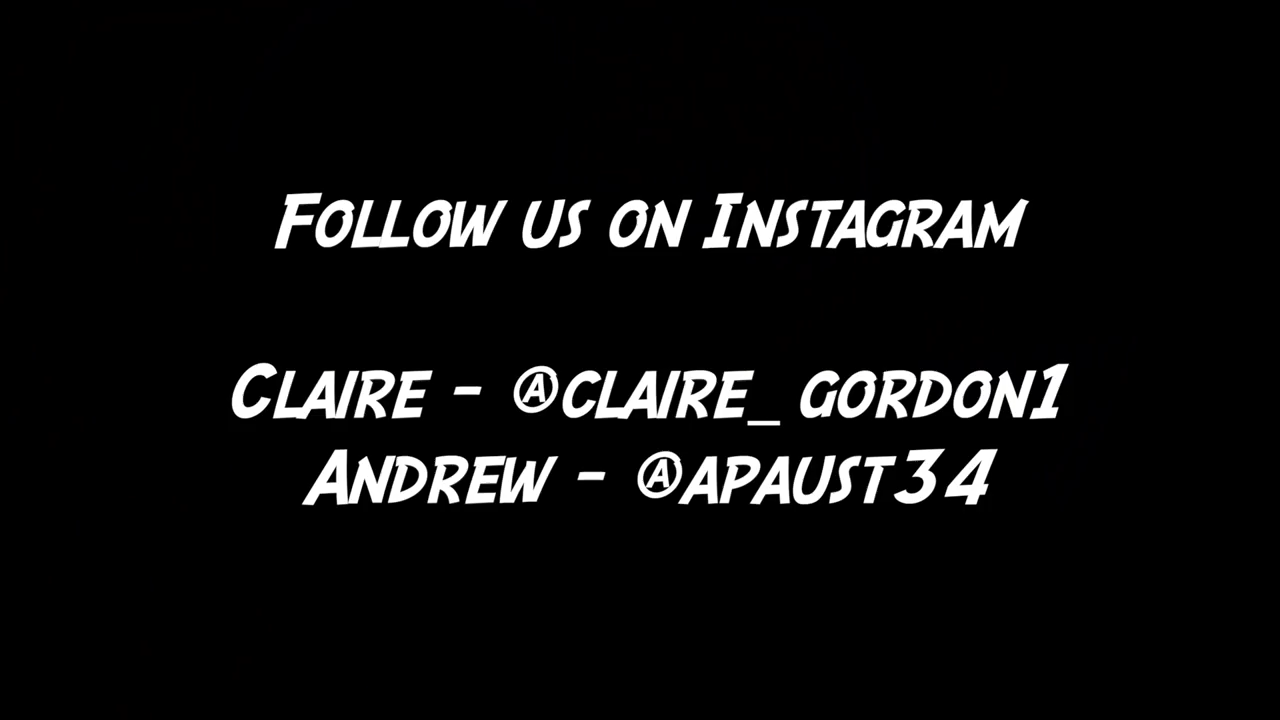 Follow us on Instagram
Claire - @claire_gordon1
Andrew - @apaust34